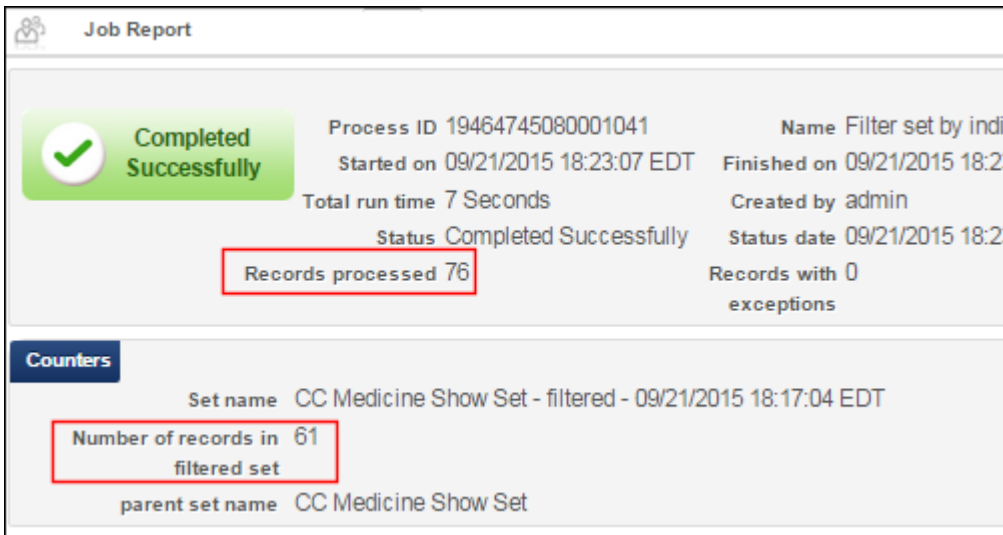 Job Report
Completed
Successfully
Process ID 19464745080001041 Name Filter set by indi
Started on 09/21/2015 18:23:07 EDT Finished on 09/21/2015 18:2
Total run time 7 Seconds Created by admin
Status Completed Successfully Status date 09/21/2015 18:2
Records processed 76 Records with 0
exceptions
Counters
Set name CC Medicine Show Set - filtered - 09/21/2015 18:17:04 EDT
Number of records in 61
filtered set
parent set name CC Medicine Show Set